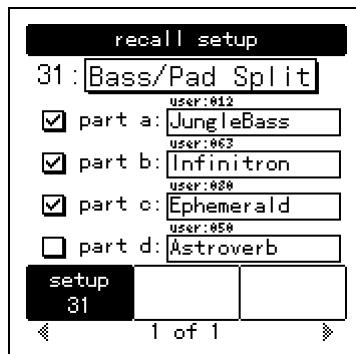 recall setup
31: Bass/Pad Split
user:012
part a: JungleBass
user:063
part b: Infinitron
user:080
part c: Ephemerald
user:050
part d: Astroverb
setup
31
1 of 1